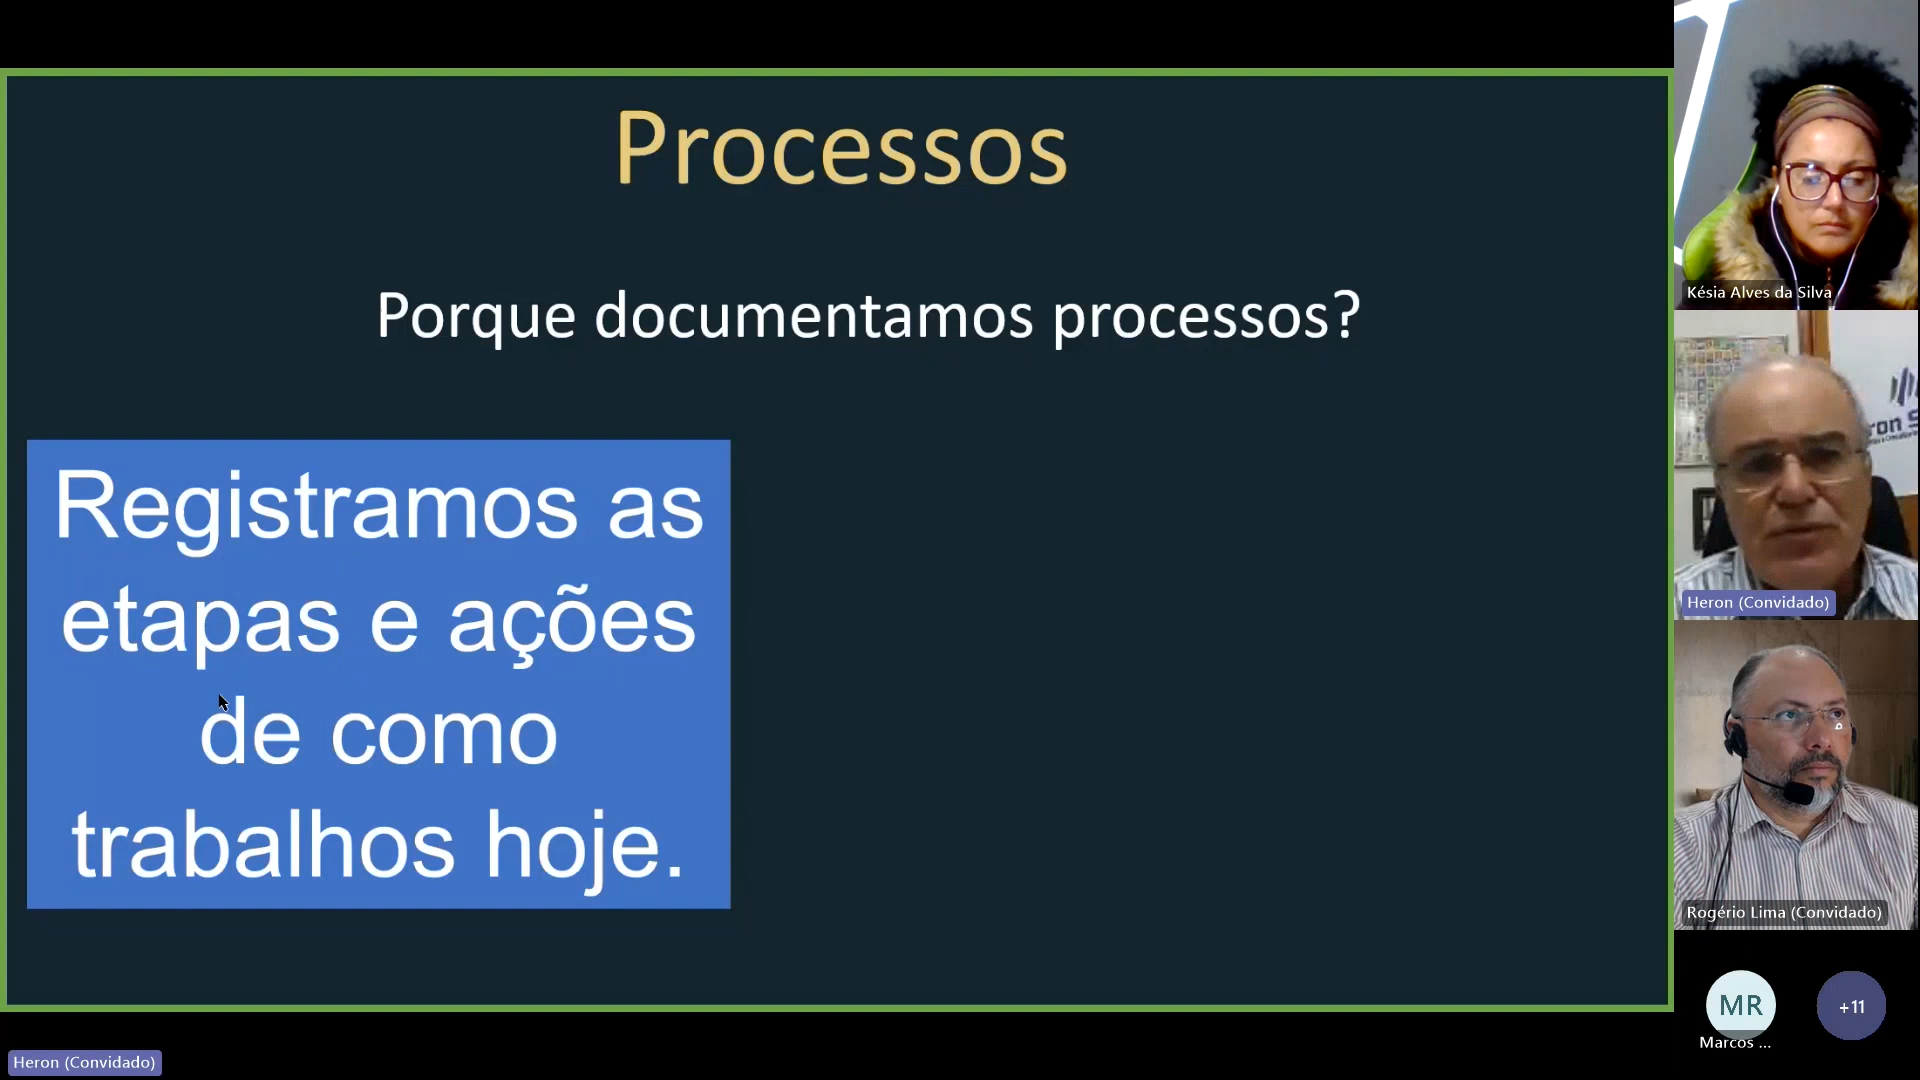 Processos
Porque documentamos processos?
Registramos as
etapas e ações
de como
trabalhos hoje.
Késia Alves da Silva
Heron (Convidado)
Rogério Lima (Convidado)
MR
Marcos ...
+11
Heron (Convidado)